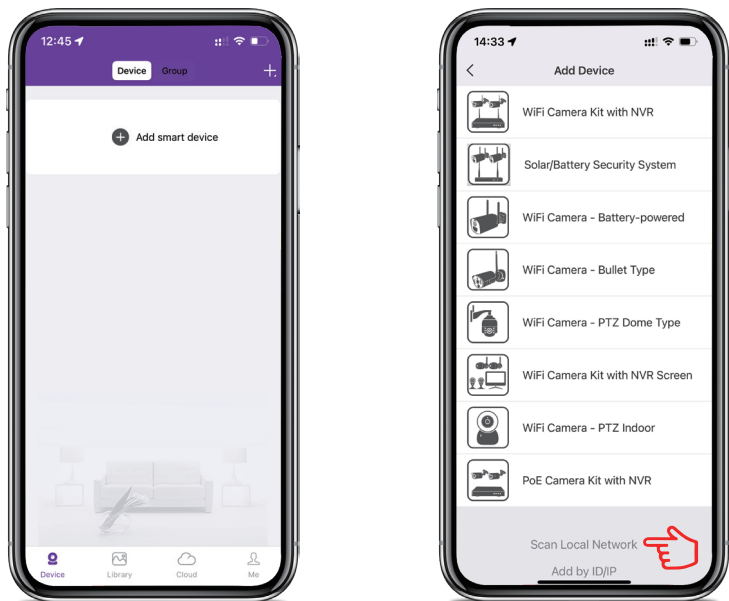 12:45
Device Group
Add smart device
Device Library Cloud Me
14:33
Add Device
WiFi Camera Kit with NVR
Solar/Battery Security System
WiFi Camera – Battery-powered
WiFi Camera – Bullet Type
WiFi Camera – PTZ Dome Type
WiFi Camera Kit with NVR Screen
WiFi Camera – PTZ Indoor
PoE Camera Kit with NVR
Scan Local Network
Add by ID/IP